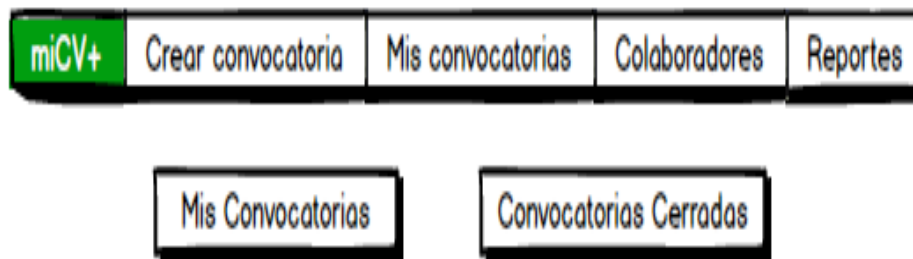 miCV+ Crear convocatoria Mis convocatorias Colaboradores Reportes
Mis Convocatorias Convocatorias Cerradas